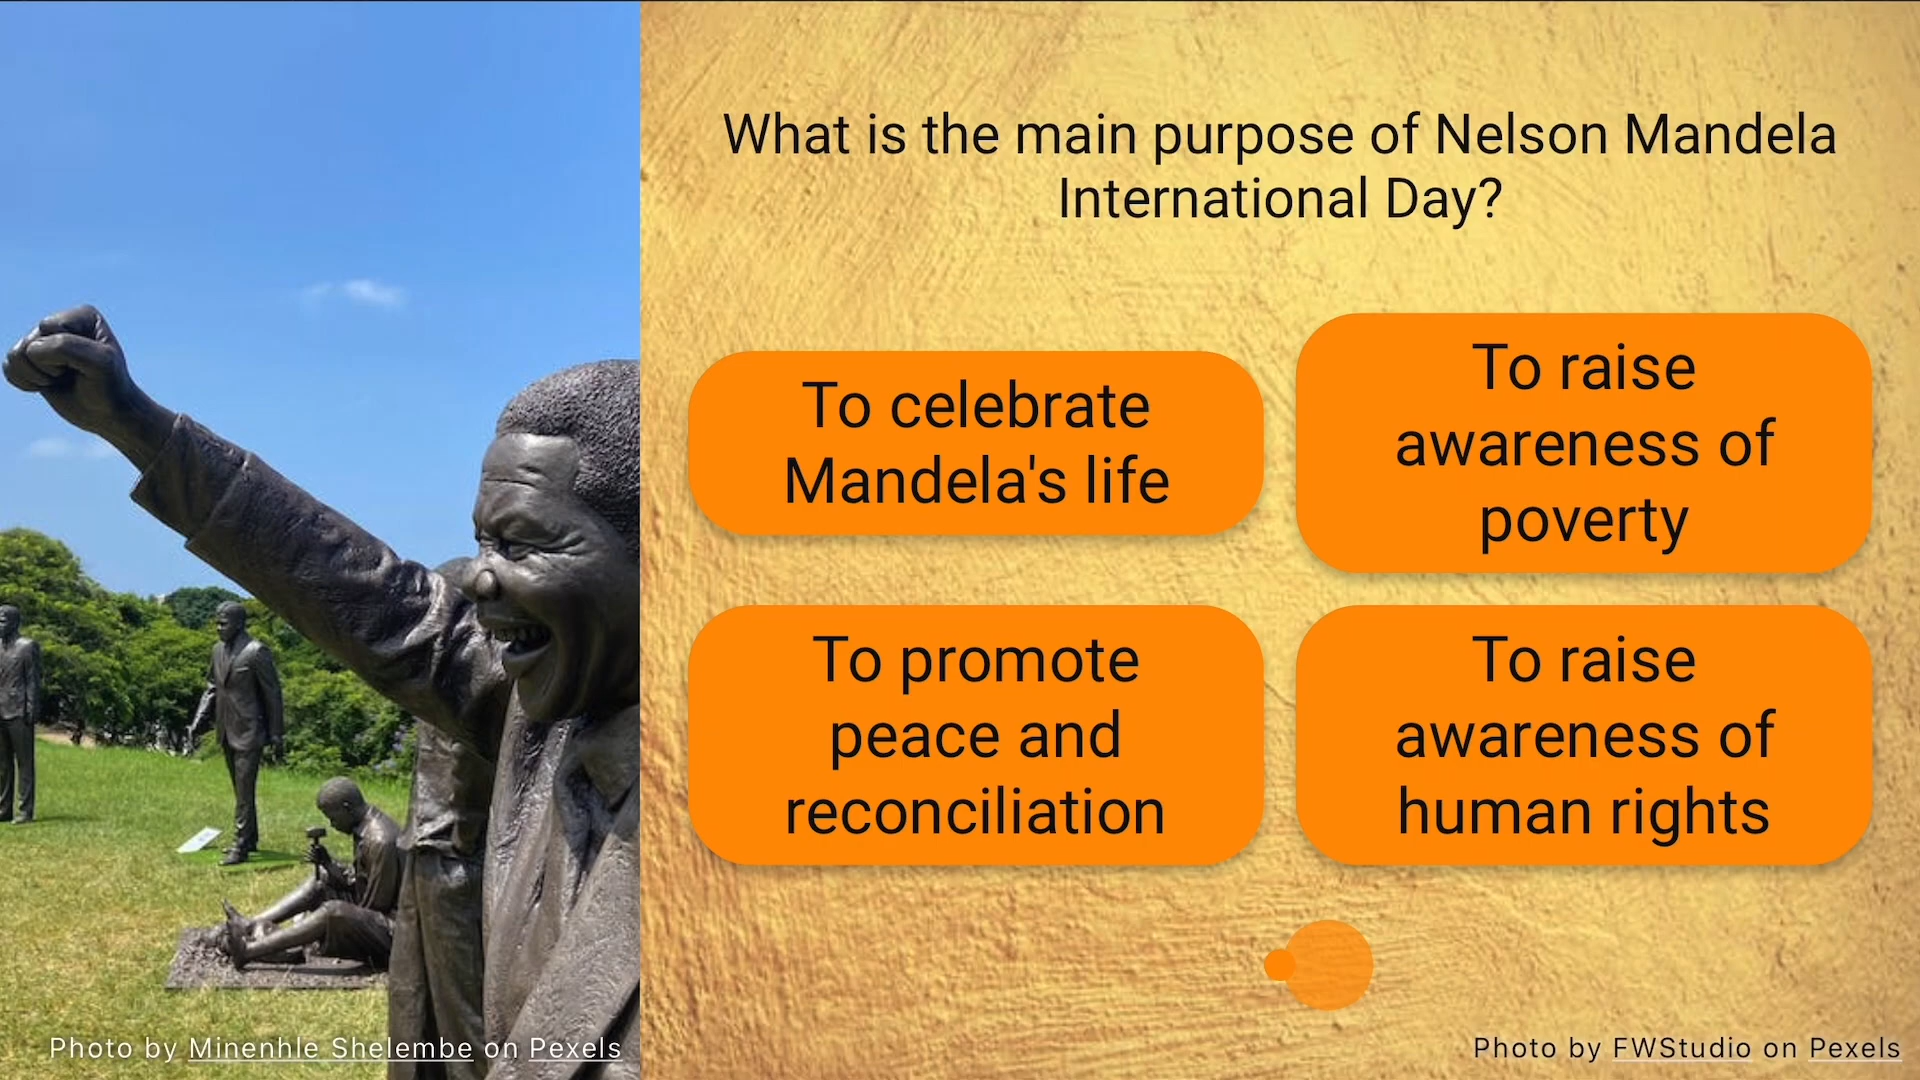 What is the main purpose of Nelson Mandela
International Day?
To celebrate
Mandela's life
To raise
awareness of
poverty
To promote
peace and
reconciliation
To raise
awareness of
human rights
Photo by Minenhle Shelembe on Pexels
Photo by FWStudio on Pexels